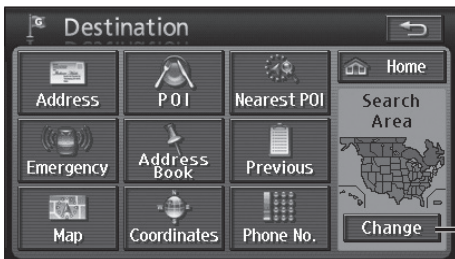 G Destination
Home
Address
POI
Nearest POI
Search
Area
Emergency
Address
Book
Previous
Map
Coordinates
Phone No.
Change